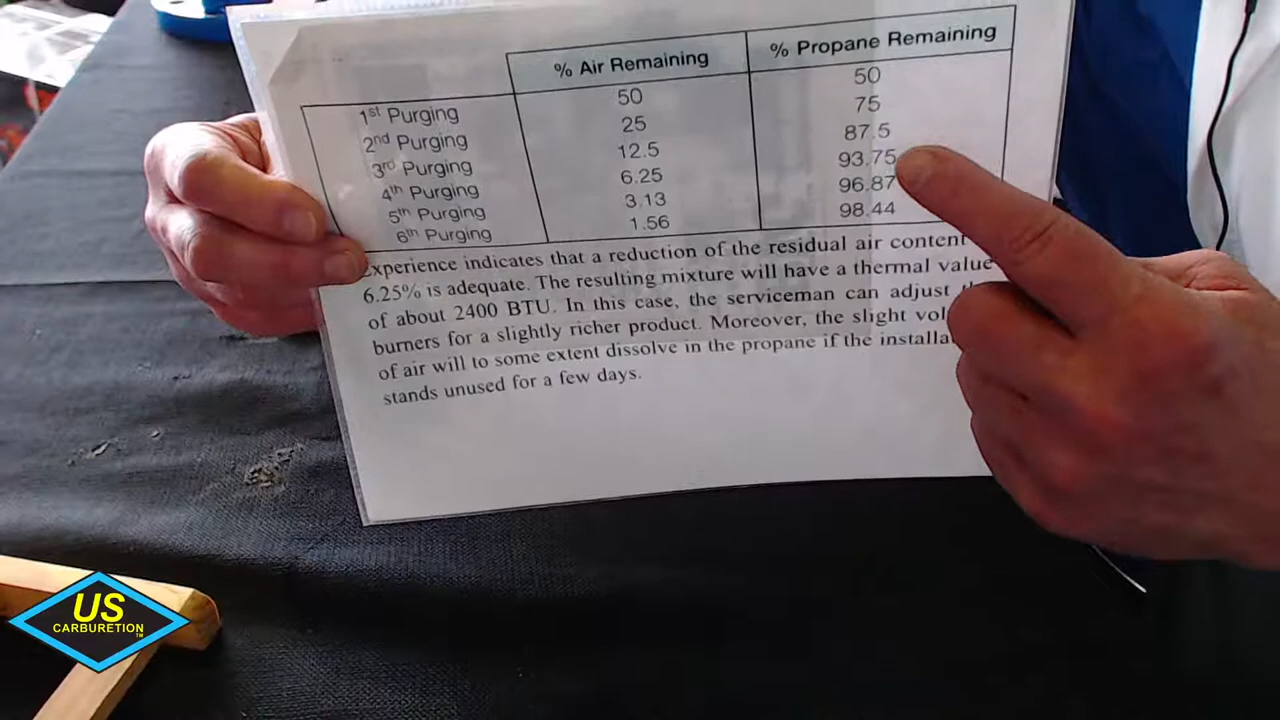 % Air Remaining % Propane Remaining
1st Purging 50 50
2nd Purging 25 75
3rd Purging 12.5 87.5
4th Purging 6.25 93.75
5th Purging 3.13 96.87
6th Purging 1.56 98.44
Experience indicates that a reduction of the residual air content
6.25% is adequate. The resulting mixture will have a thermal value
of about 2400 BTU. In this case, the serviceman can adjust
burners for a slightly richer product. Moreover, the slight
of air will to some extent dissolve in the propane if the
stands unused for a few days.
US
CARBURETION
TM